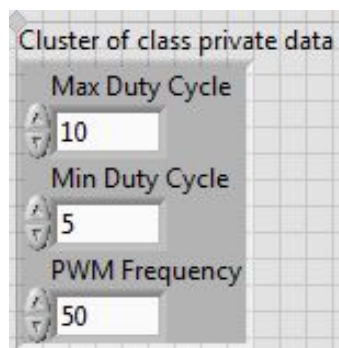 Cluster of class private data
Max Duty Cycle
10
Min Duty Cycle
5
PWM Frequency
50